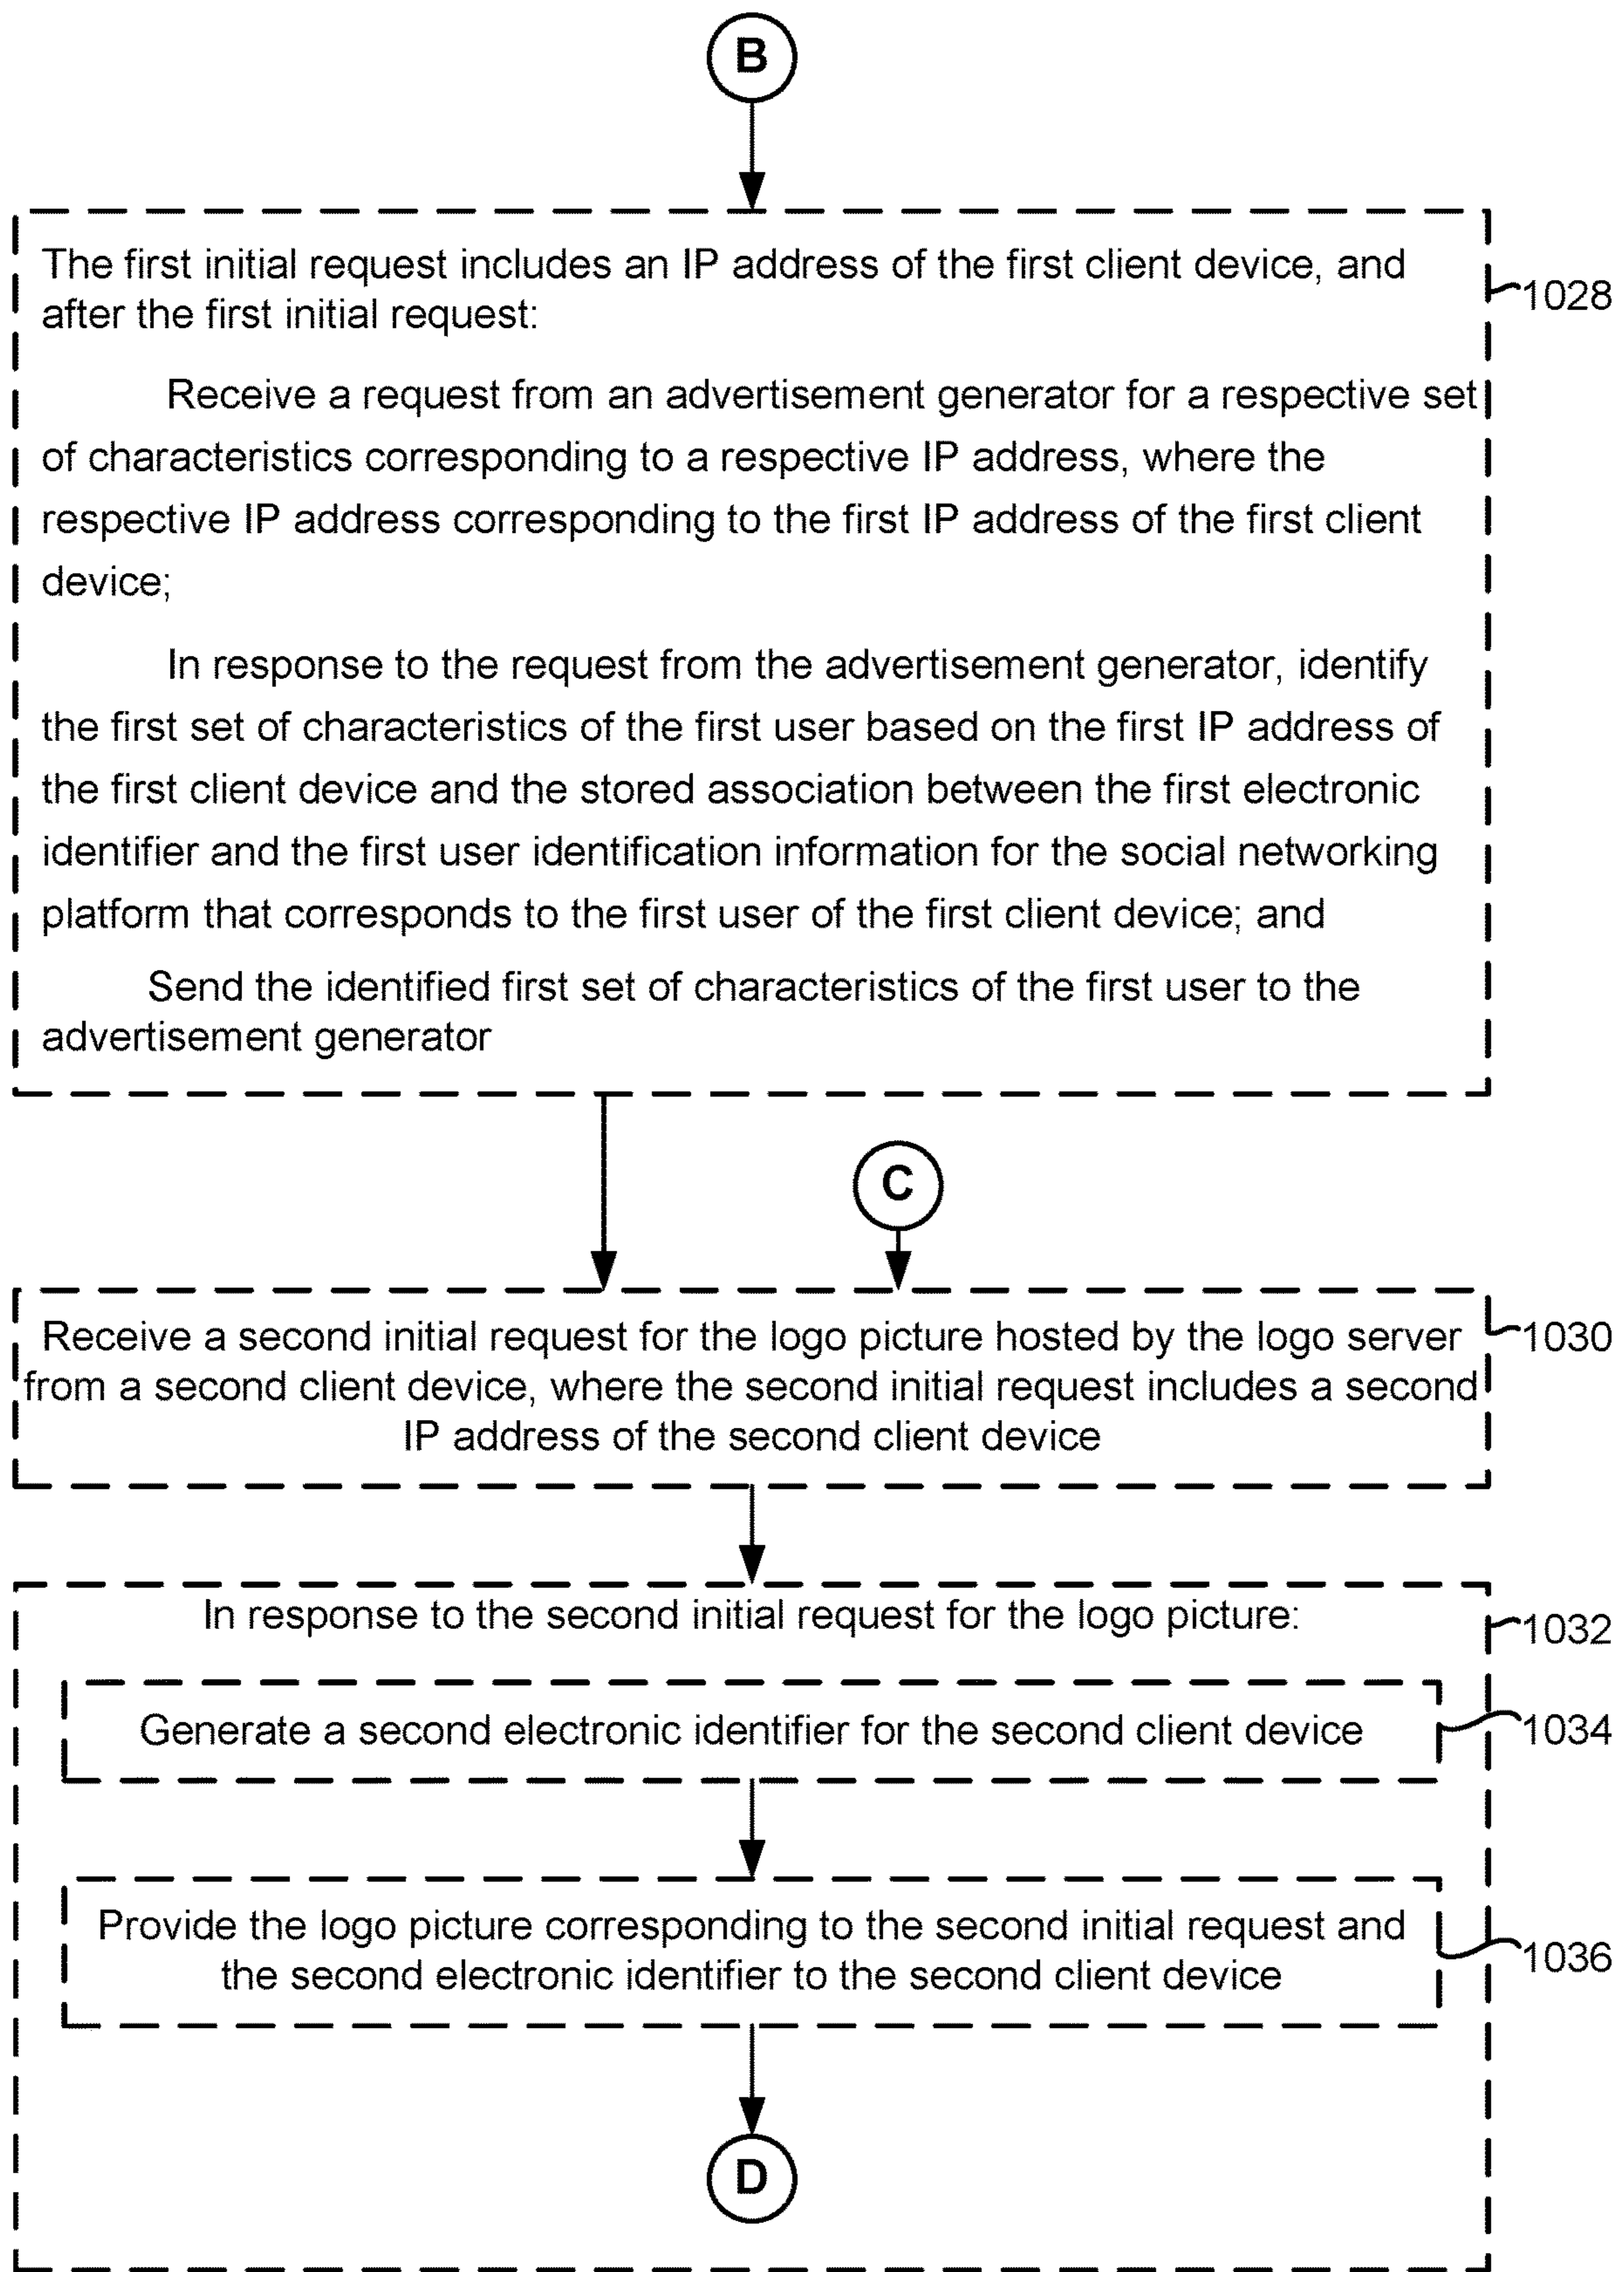 B
The first initial request includes an IP address of the first client device, and
after the first initial request:
1028
Receive a request from an advertisement generator for a respective set
of characteristics corresponding to a respective IP address, where the
respective IP address corresponding to the first IP address of the first client
device;
In response to the request from the advertisement generator, identify
the first set of characteristics of the first user based on the first IP address of
the first client device and the stored association between the first electronic
identifier and the first user identification information for the social networking
platform that corresponds to the first user of the first client device; and
Send the identified first set of characteristics of the first user to the
advertisement generator
C
Receive a second initial request for the logo picture hosted by the logo server
1030
from a second client device, where the second initial request includes a second
IP address of the second client device
In response to the second initial request for the logo picture:
1032
Generate a second electronic identifier for the second client device
1034
Provide the logo picture corresponding to the second initial request and
the second electronic identifier to the second client device
1036
D